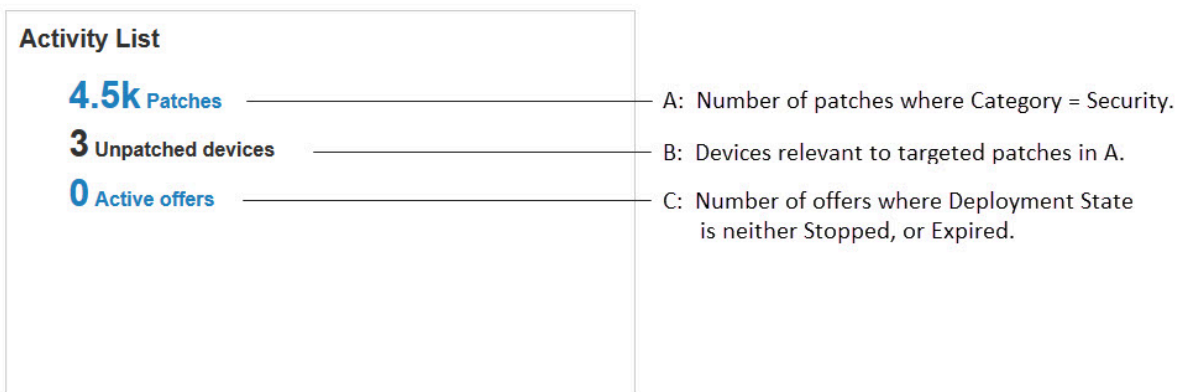 Activity List
4.5k Patches
A: Number of patches where Category = Security.
3 Unpatched devices
B: Devices relevant to targeted patches in A.
0 Active offers
C: Number of offers where Deployment State
is neither Stopped, or Expired.